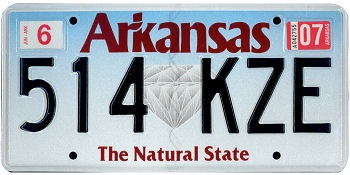 6 Arkansas 07
514 KZE
The Natural State